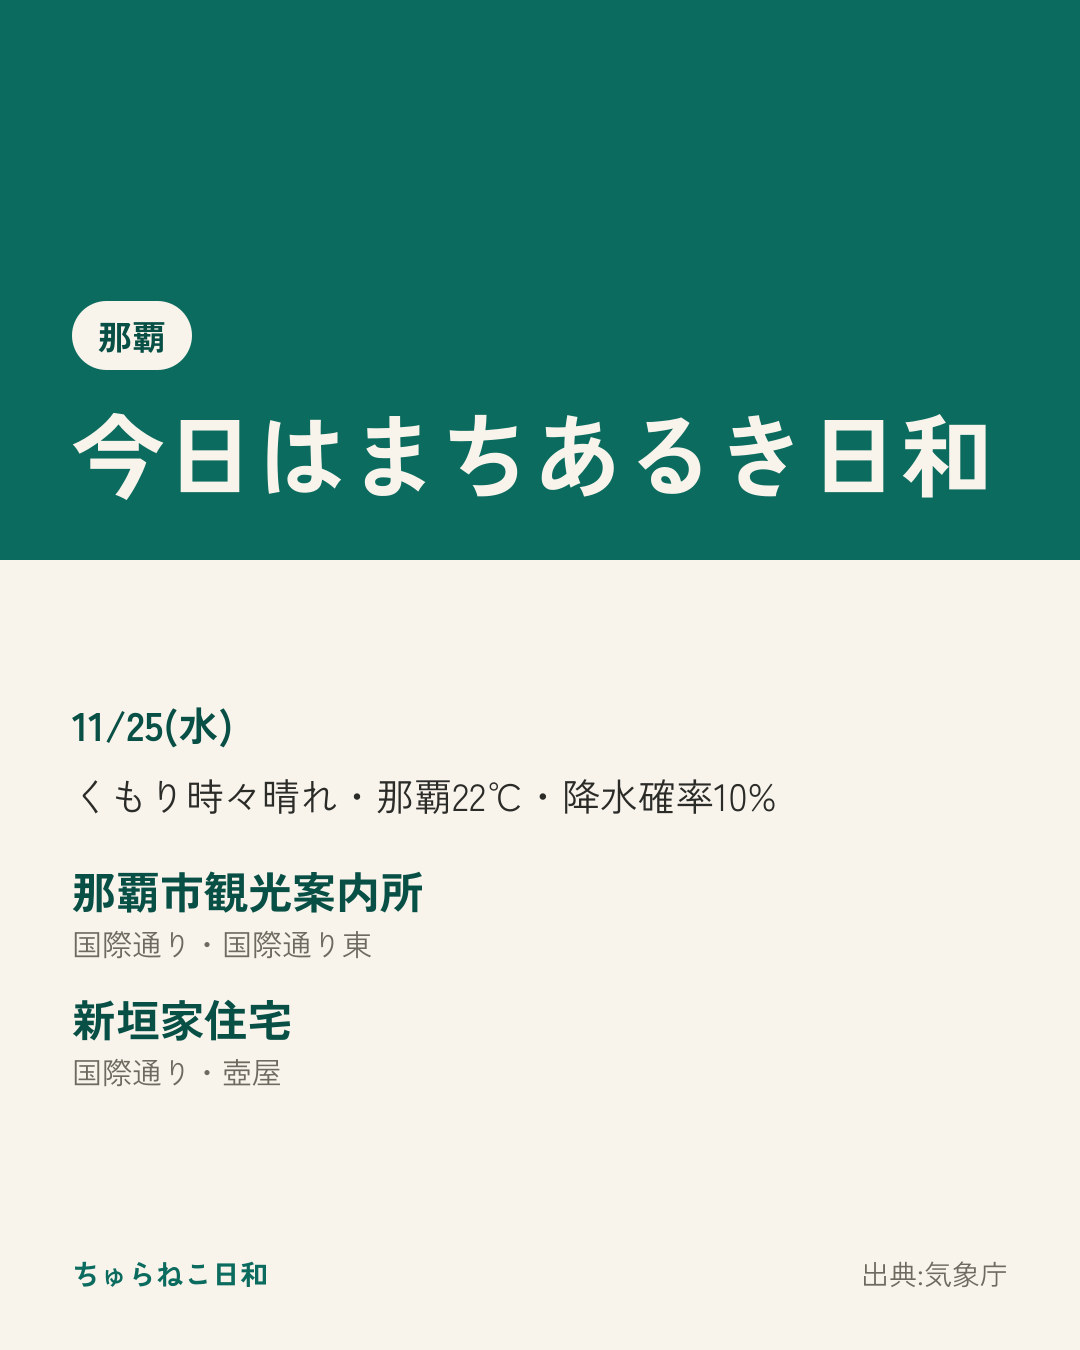 那覇
今日はまちあるき日和
11/25(水)
くもり時々晴れ・那覇22℃・降水確率10%
那覇市観光案内所
国際通り・国際通り東
新垣家住宅
国際通り・壺屋
ちゅらねこ日和
出典:気象庁